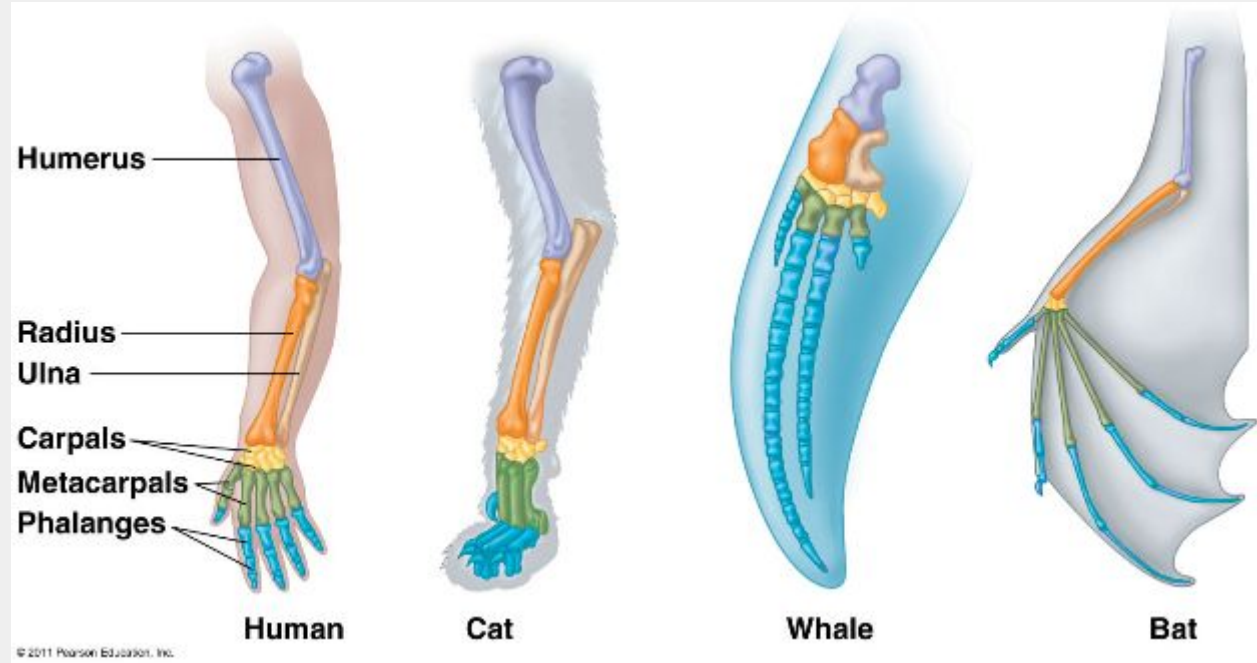 Humerus
Radius
Ulna
Carpals
Metacarpals
Phalanges
Human
Cat
Whale
Bat
© 2011 Pearson Education, Inc.